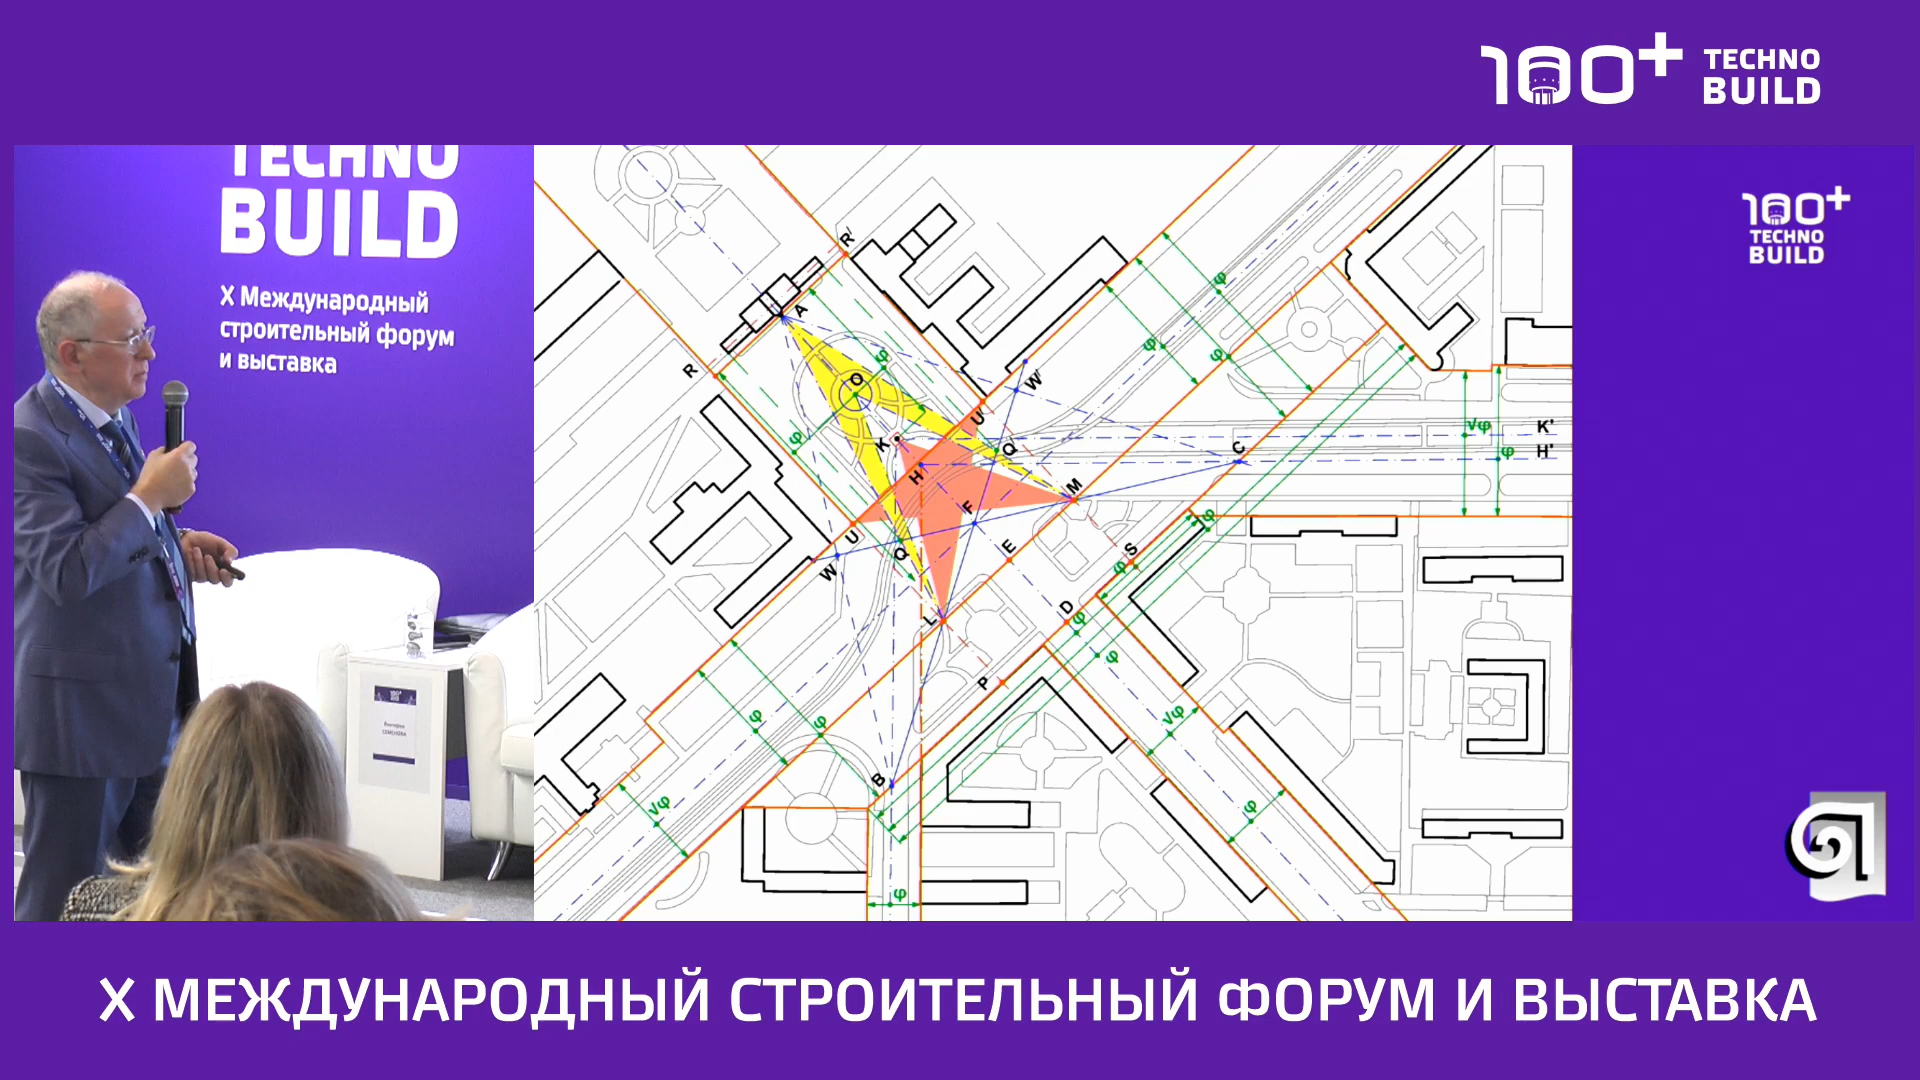 100+ TECHNO
BUILD
TECHNO
BUILD
X Международный
строительный форум
и выставка
100+
TECHNO
BUILD
R'
A
R
φ
O
φ
K
U'
W'
Q'
H
M
F
U
Q
W
E
S
L
D
P
B
C
φ
φ
φ
√φ
φ
K'
H'
φ
φ
φ
φ
√φ
φ
φ
φ
√φ
φ
φ
X МЕЖДУНАРОДНЫЙ СТРОИТЕЛЬНЫЙ ФОРУМ И ВЫСТАВКА